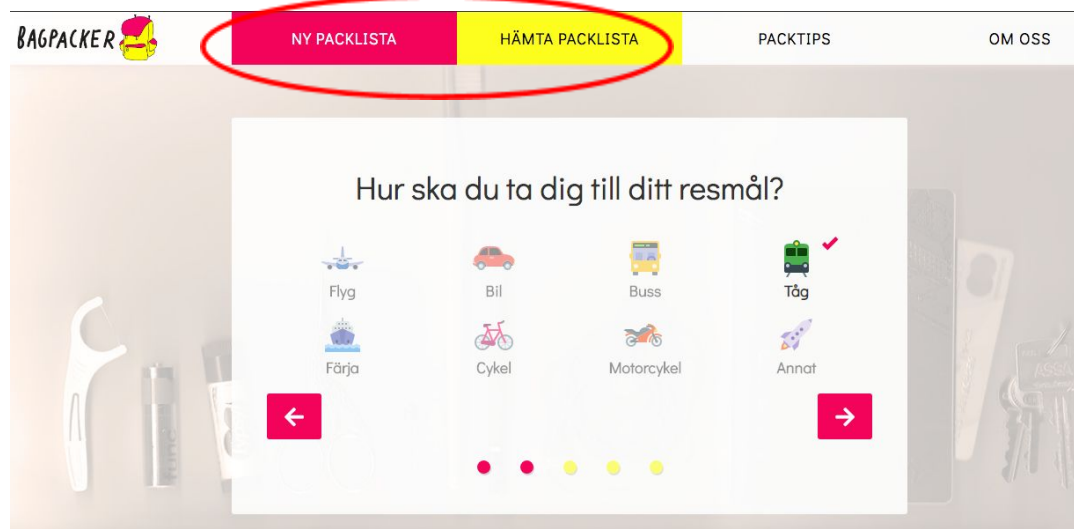 BAGPACKER
NY PACKLISTA HÄMTA PACKLISTA PACKTIPS OM OSS
Hur ska du ta dig till ditt resmål?
Flyg Bil Buss Tåg
Färja Cykel Motorcykel Annat